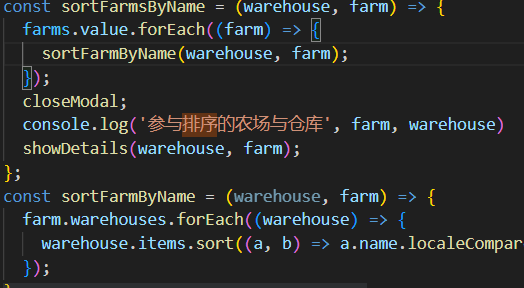 const sortFarmsByName = (warehouse, farm) => {
farms.value.forEach((farm) => {
sortFarmByName(warehouse, farm);
});
closeModal;
console.log('参与排序的农场与仓库', farm, warehouse)
showDetails(warehouse, farm);
};
const sortFarmByName = (warehouse, farm) => {
farm.warehouses.forEach((warehouse) => {
warehouse.items.sort((a, b) => a.name.localeCompar
});